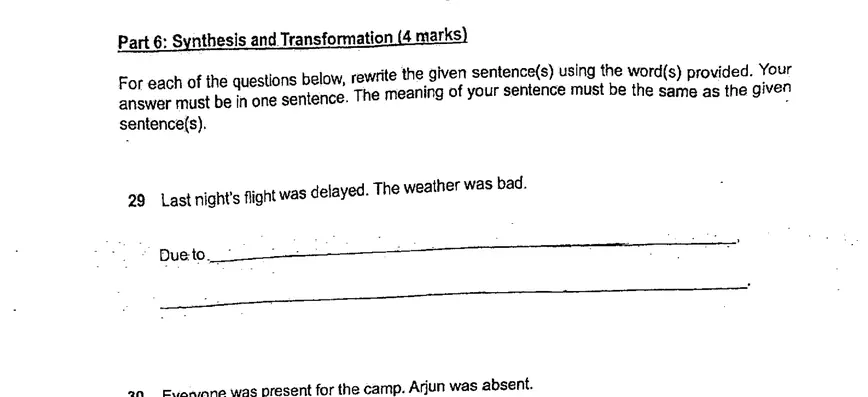 Part 6: Synthesis and Transformation (4 marks)
For each of the questions below, rewrite the given sentence(s) using the word(s) provided. Your
answer must be in one sentence. The meaning of your sentence must be the same as the given
sentence(s).
29 Last night's flight was delayed. The weather was bad.
Due to ,
.
30 Everyone was present for the camp. Arjun was absent.